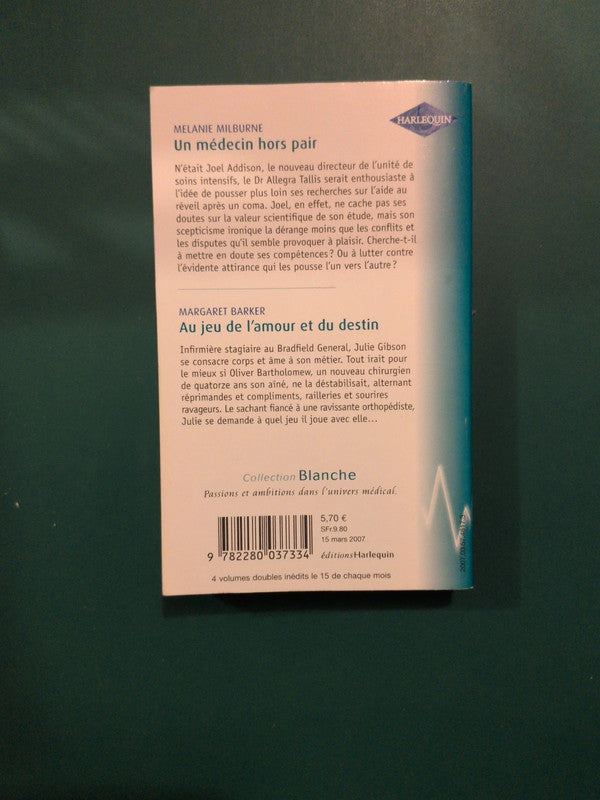 HARLEQUIN
MELANIE MILBURNE
Un médecin hors pair
N'était Joel Addison, le nouveau directeur de l'unité de
soins intensifs, le Dr Allegra Tallis serait enthousiaste à
l'idée de pousser plus loin ses recherches sur l'aide au
réveil après un coma. Joel, en effet, ne cache pas ses
doutes sur la valeur scientifique de son étude, mais son
scepticisme ironique la dérange moins que les conflits et
les disputes qu'il semble provoquer à plaisir. Cherche-t-il
à mettre en doute ses compétences ? Ou à lutter contre
l'évidente attirance qui les pousse l'un vers l'autre ?
MARGARET BARKER
Au jeu de l'amour et du destin
Infirmière stagiaire au Bradfield General, Julie Gibson
se consacre corps et âme à son métier. Tout irait pour
le mieux si Oliver Bartholomew, un nouveau chirurgien
de quatorze ans son aîné, ne la déstabilisait, alternant
réprimandes et compliments, railleries et sourires
ravageurs. Le sachant fiancé à une ravissante orthopédiste,
Julie se demande à quel jeu il joue avec elle...
Collection Blanche
Passions et ambitions dans l'univers médical.
5,70 €
SFr.9.80
15 mars 2007
9 782280 037334
éditionsHarlequin
4 volumes doubles inédits le 15 de chaque mois